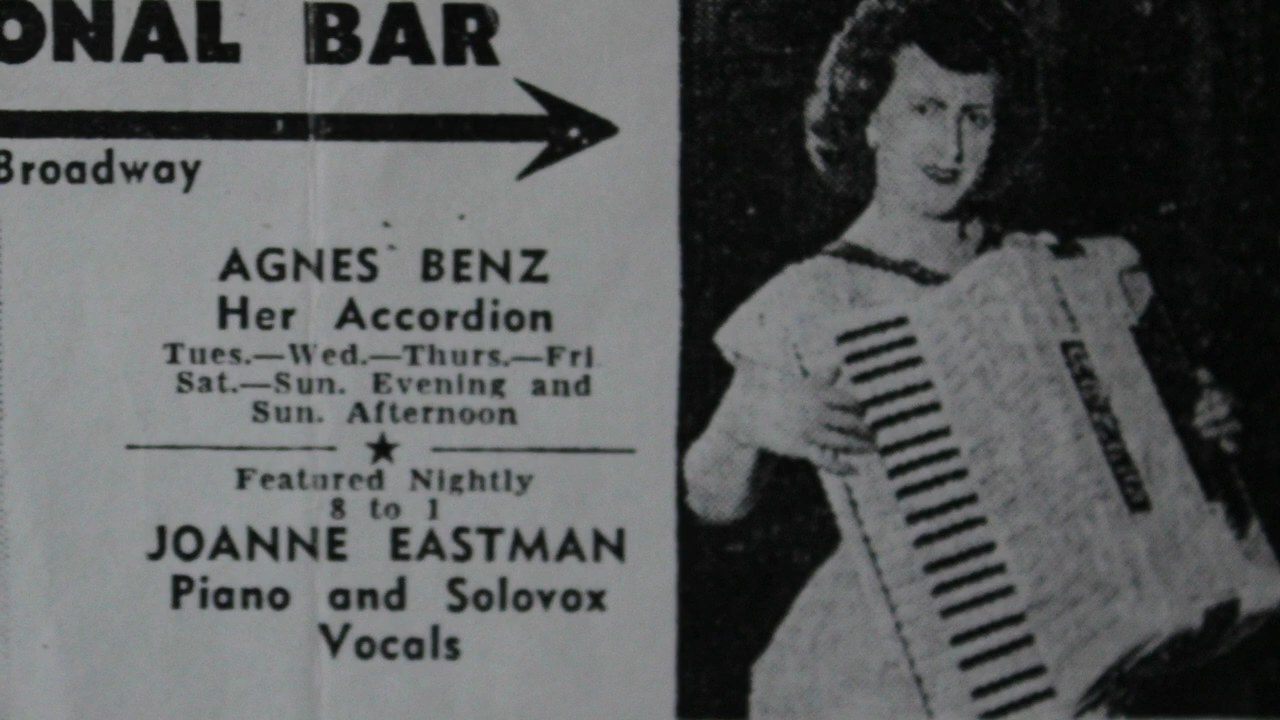 ONAL BAR
Broadway
AGNES BENZ
Her Accordion
Tues.—Wed.—Thurs.—Fri
Sat.—Sun. Evening and
Sun. Afternoon
Featured Nightly
8 to 1
JOANNE EASTMAN
Piano and Solovox
Vocals